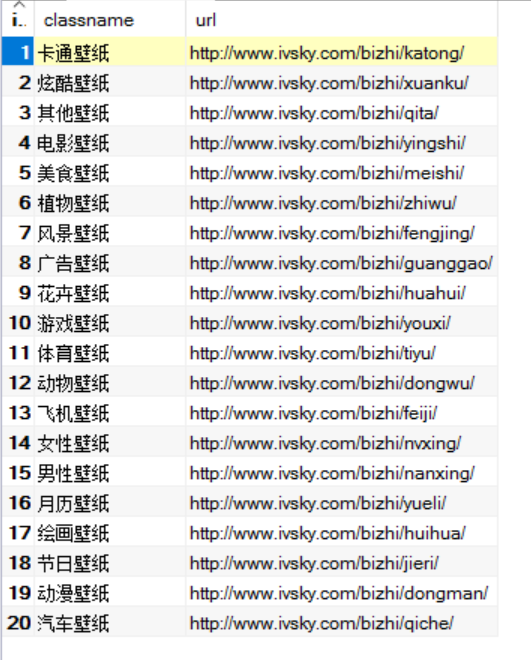 i.. classname url
1 卡通壁纸 http://www.ivsky.com/bizhi/katong/
2 炫酷壁纸 http://www.ivsky.com/bizhi/xuanku/
3 其他壁纸 http://www.ivsky.com/bizhi/qita/
4 电影壁纸 http://www.ivsky.com/bizhi/yingshi/
5 美食壁纸 http://www.ivsky.com/bizhi/meishi/
6 植物壁纸 http://www.ivsky.com/bizhi/zhiwu/
7 风景壁纸 http://www.ivsky.com/bizhi/fengjing/
8 广告壁纸 http://www.ivsky.com/bizhi/guanggao/
9 花卉壁纸 http://www.ivsky.com/bizhi/huahui/
10 游戏壁纸 http://www.ivsky.com/bizhi/youxi/
11 体育壁纸 http://www.ivsky.com/bizhi/tiyu/
12 动物壁纸 http://www.ivsky.com/bizhi/dongwu/
13 飞机壁纸 http://www.ivsky.com/bizhi/feiji/
14 女性壁纸 http://www.ivsky.com/bizhi/nvxing/
15 男性壁纸 http://www.ivsky.com/bizhi/nanxing/
16 月历壁纸 http://www.ivsky.com/bizhi/yueli/
17 绘画壁纸 http://www.ivsky.com/bizhi/huihua/
18 节日壁纸 http://www.ivsky.com/bizhi/jieri/
19 动漫壁纸 http://www.ivsky.com/bizhi/dongman/
20 汽车壁纸 http://www.ivsky.com/bizhi/qiche/